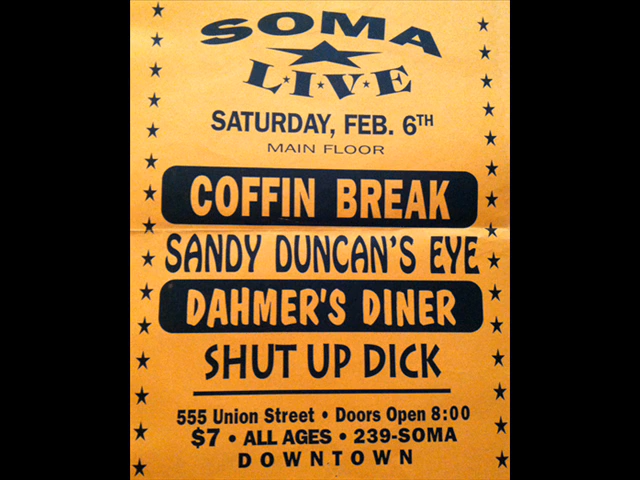 SOMA
L★I★V★E
SATURDAY, FEB. 6TH
MAIN FLOOR
COFFIN BREAK
SANDY DUNCAN'S EYE
DAHMER'S DINER
SHUT UP DICK
555 Union Street • Doors Open 8:00
$7 • ALL AGES • 239-SOMA
DOWNTOWN